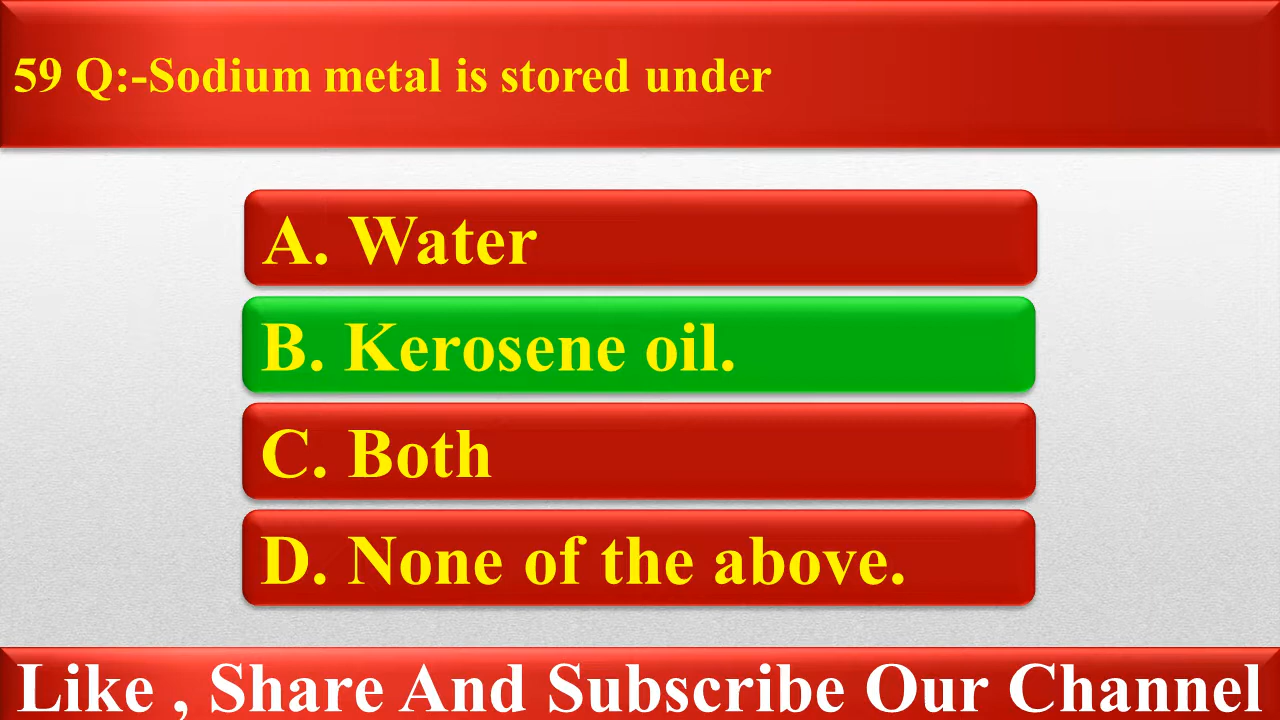 59 Q:-Sodium metal is stored under
A. Water
B. Kerosene oil.
C. Both
D. None of the above.
Like , Share And Subscribe Our Channel